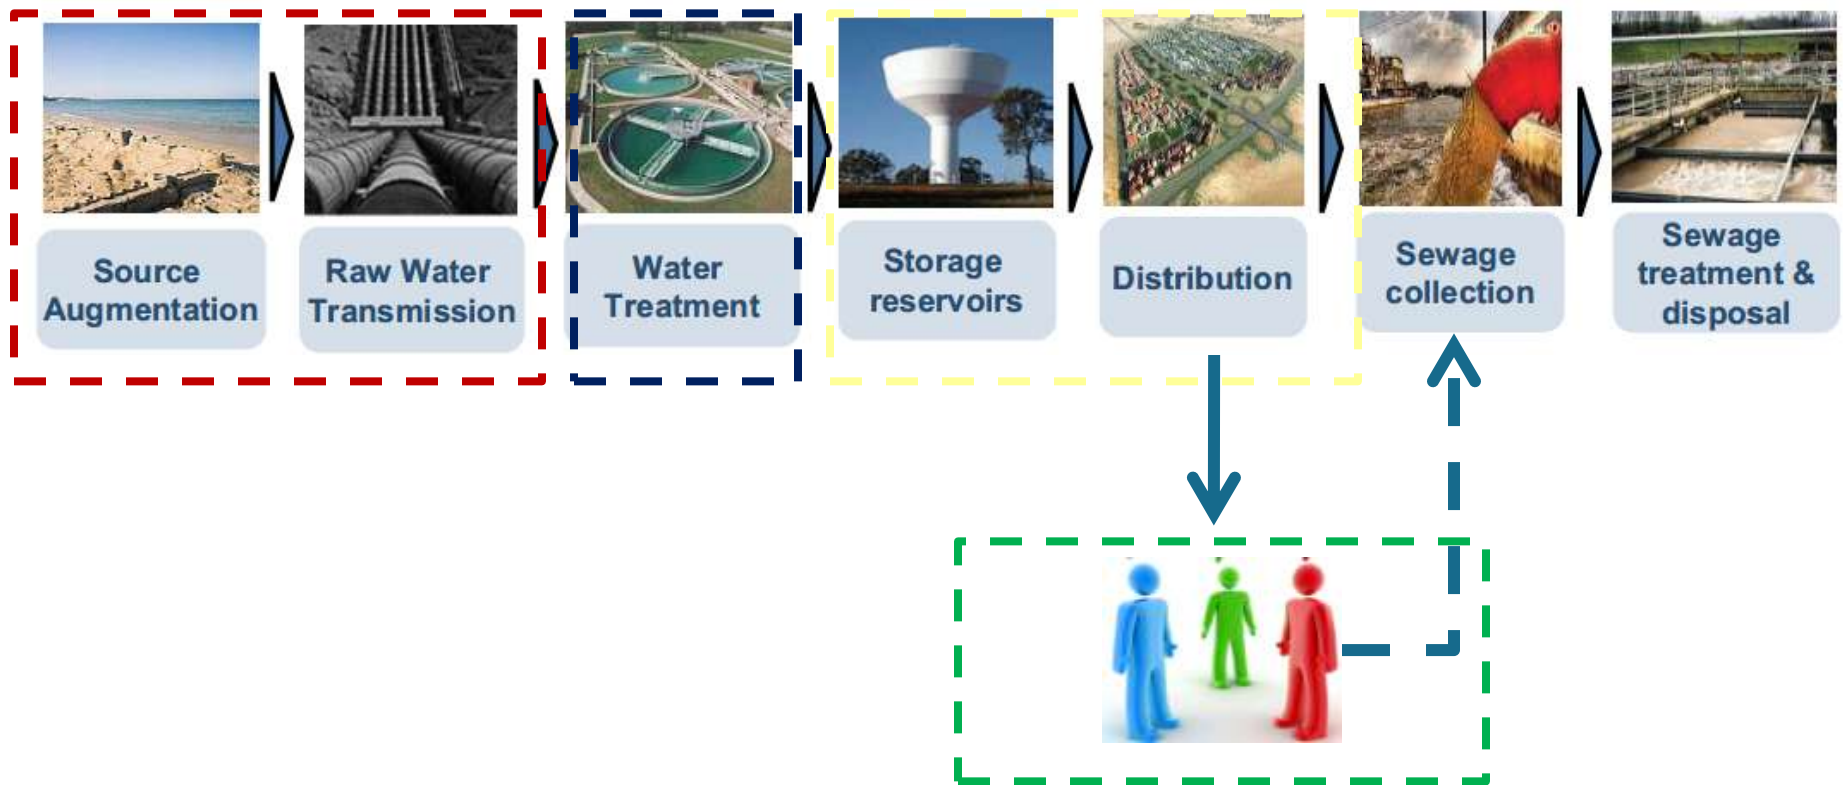 Source
Augmentation
Raw Water
Transmission
Water
Treatment
Storage
reservoirs
Distribution
Sewage
collection
Sewage
treatment &
disposal